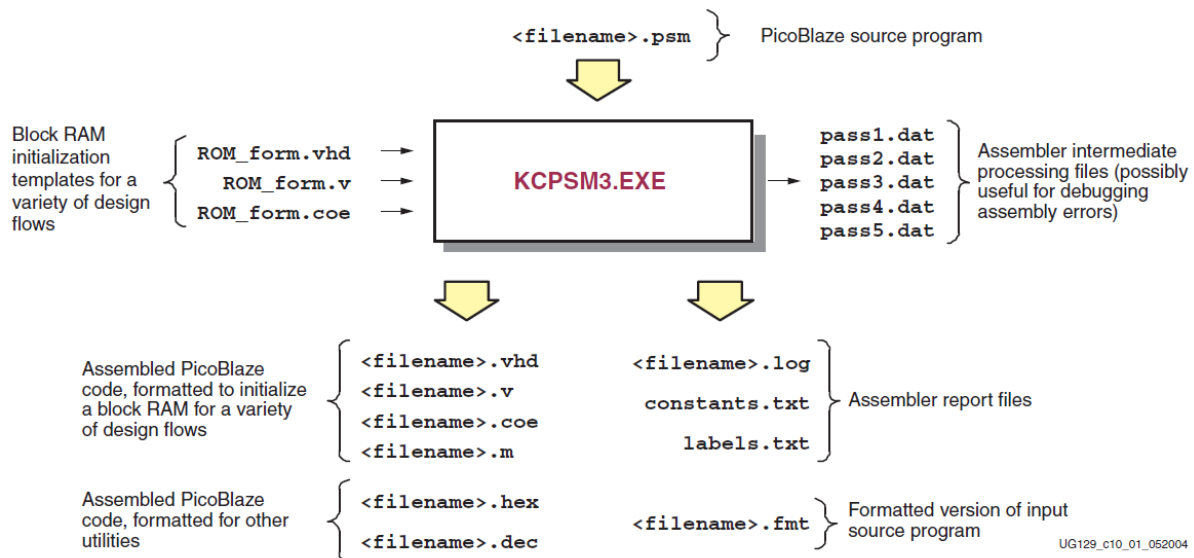 <filename>.psm
PicoBlaze source program
Block RAM
initialization
templates for a
variety of design
flows
ROM_form.vhd
ROM_form.v
ROM_form.coe
KCPSM3.EXE
pass1.dat
pass2.dat
pass3.dat
pass4.dat
pass5.dat
Assembler intermediate
processing files (possibly
useful for debugging
assembly errors)
Assembled PicoBlaze
code, formatted to initialize
a block RAM for a variety
of design flows
<filename>.vhd
<filename>.v
<filename>.coe
<filename>.m
<filename>.log
constants.txt
labels.txt
Assembler report files
Assembled PicoBlaze
code, formatted for other
utilities
<filename>.hex
<filename>.dec
<filename>.fmt
Formatted version of input
source program
UG129_c10_01_052004